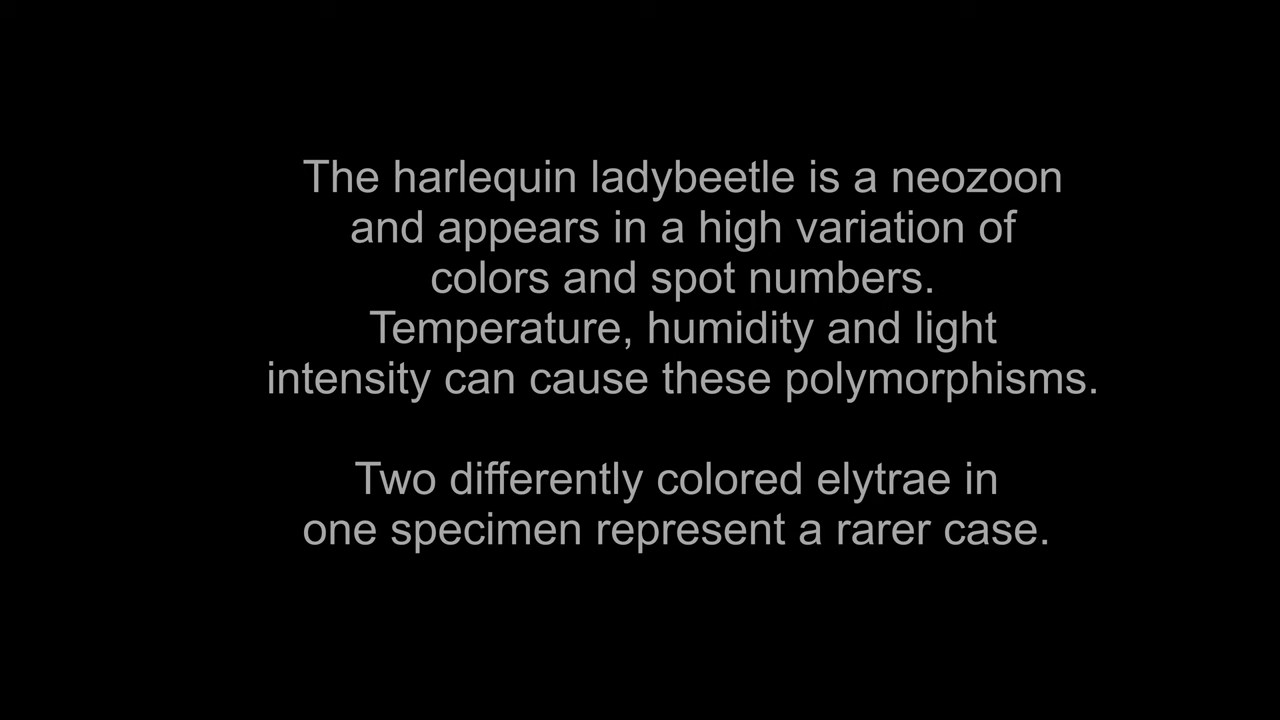 The harlequin ladybeetle is a neozoon
and appears in a high variation of
colors and spot numbers.
Temperature, humidity and light
intensity can cause these polymorphisms.
Two differently colored elytrae in
one specimen represent a rarer case.